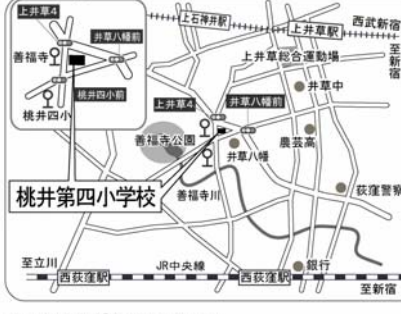 上井草4
井草八幡前
善福寺
桃井四小前
桃井四小
上石神井駅
上井草駅
西武新宿
至新宿
上井草総合運動場
井草中
上井草4
井草八幡前
善福寺公園
井草八幡
農芸高
桃井第四小学校
善福寺川
荻窪警察
至立川
JR中央線
銀行
西荻窪駅
西荻窪駅
至新宿